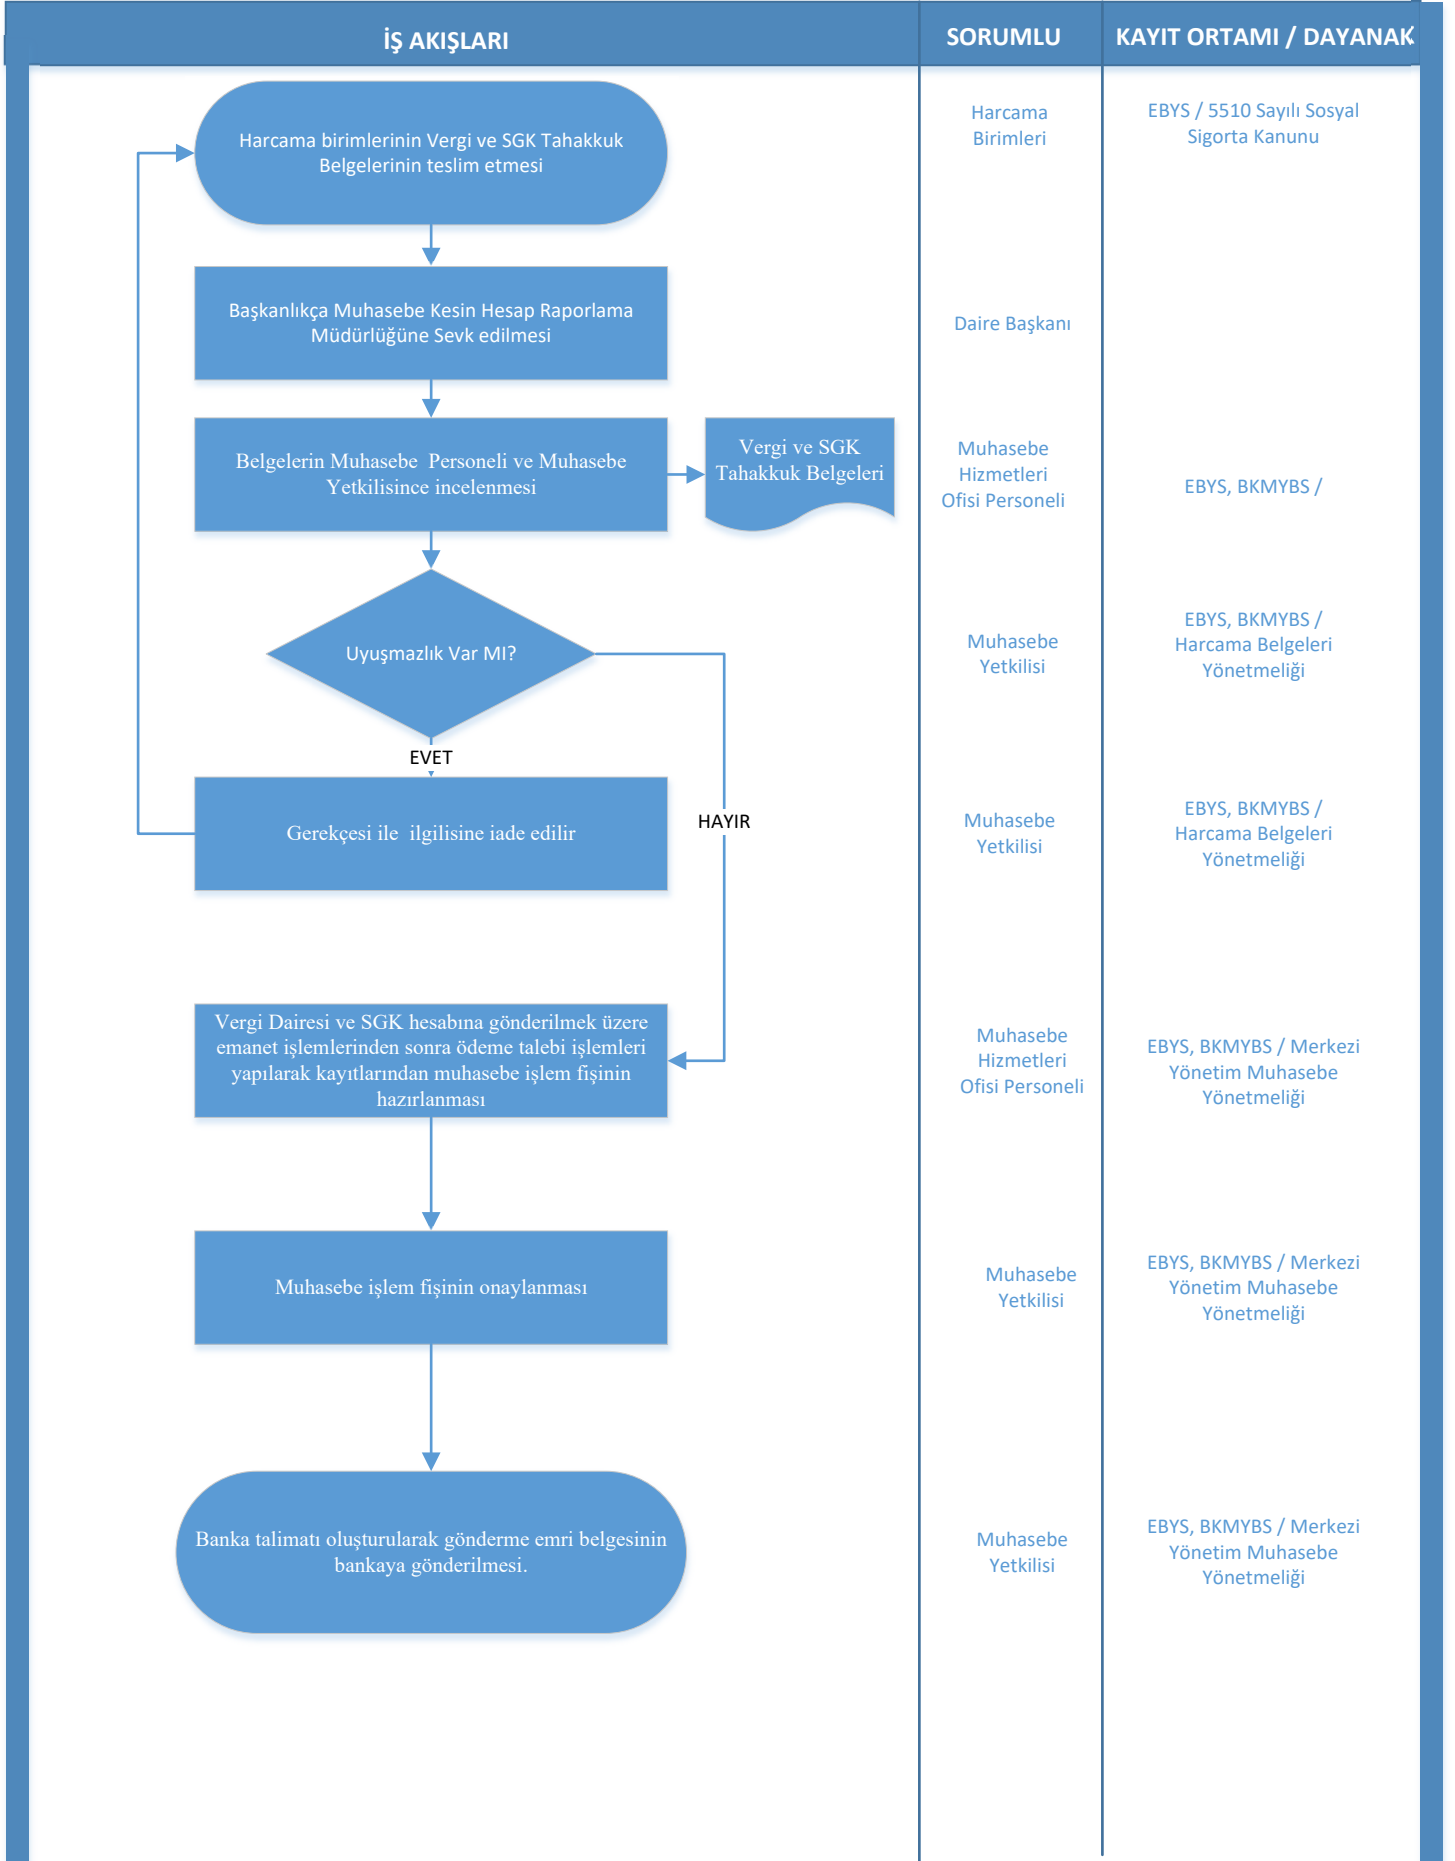 İŞ AKIŞLARI
SORUMLU
KAYIT ORTAMI / DAYANAK
Harcama birimlerinin Vergi ve SGK Tahakkuk
Belgelerinin teslim etmesi
Harcama
Birimleri
EBYS / 5510 Sayılı Sosyal
Sigorta Kanunu
Başkanlıkça Muhasebe Kesin Hesap Raporlama
Müdürlüğüne Sevk edilmesi
Daire Başkanı
Belgelerin Muhasebe  Personeli ve Muhasebe
Yetkilisince incelenmesi
Vergi ve SGK
Tahakkuk Belgeleri
Muhasebe
Hizmetleri
Ofisi Personeli
EBYS, BKMYBS /
Uyuşmazlık Var MI?
Muhasebe
Yetkilisi
EBYS, BKMYBS /
Harcama Belgeleri
Yönetmeliği
EVET
HAYIR
Gerekçesi ile  ilgilisine iade edilir
Muhasebe
Yetkilisi
EBYS, BKMYBS /
Harcama Belgeleri
Yönetmeliği
Vergi Dairesi ve SGK hesabına gönderilmek üzere
emanet işlemlerinden sonra ödeme talebi işlemleri
yapılarak kayıtlarından muhasebe işlem fişinin
hazırlanması
Muhasebe
Hizmetleri
Ofisi Personeli
EBYS, BKMYBS / Merkezi
Yönetim Muhasebe
Yönetmeliği
Muhasebe işlem fişinin onaylanması
Muhasebe
Yetkilisi
EBYS, BKMYBS / Merkezi
Yönetim Muhasebe
Yönetmeliği
Banka talimatı oluşturularak gönderme emri belgesinin
bankaya gönderilmesi.
Muhasebe
Yetkilisi
EBYS, BKMYBS / Merkezi
Yönetim Muhasebe
Yönetmeliği